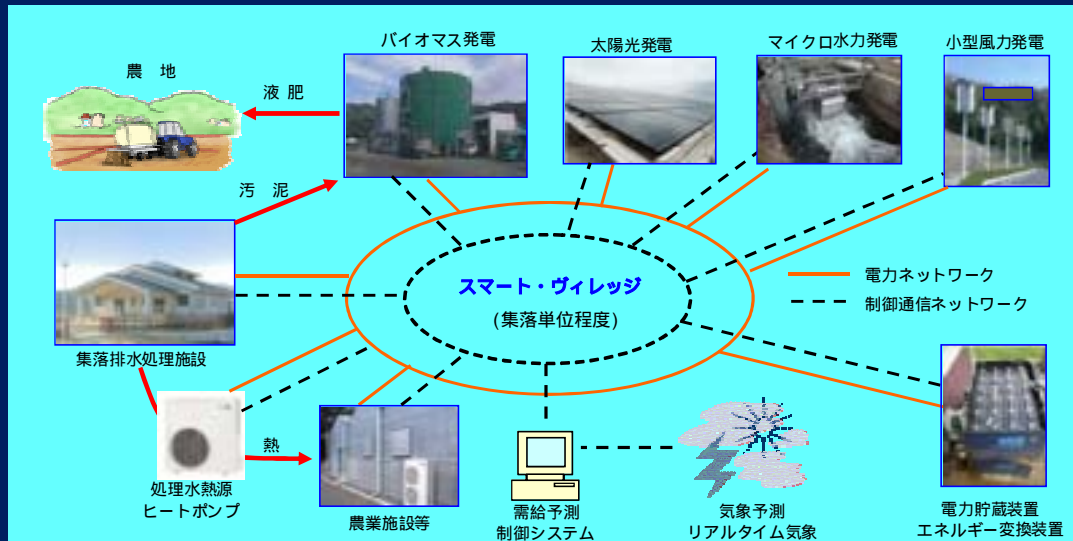 バイオマス発電
太陽光発電
マイクロ水力発電
小型風力発電
農　地
液 肥
汚　泥
スマート・ヴィレッジ
(集落単位程度)
電力ネットワーク
制御通信ネットワーク
集落排水処理施設
熱
処理水熱源
ヒートポンプ
農業施設等
需給予測
制御システム
気象予測
リアルタイム気象
電力貯蔵装置
エネルギー変換装置